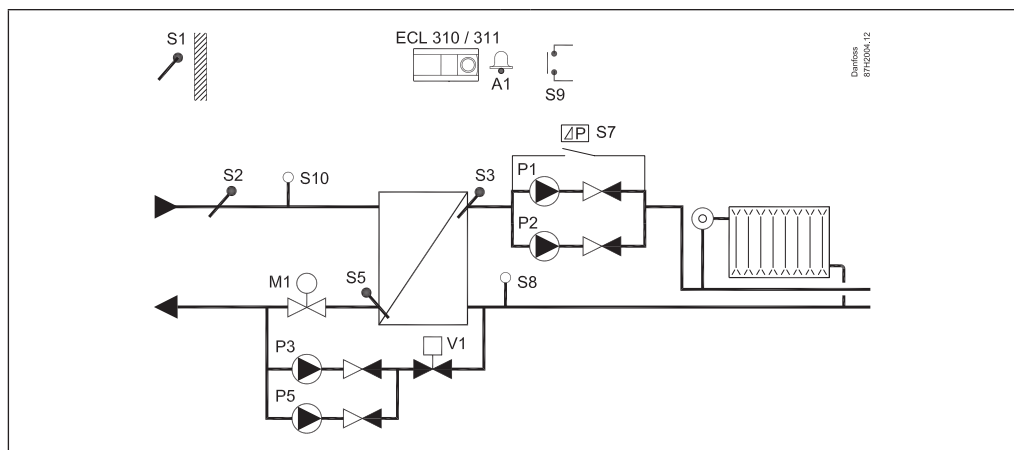 S1
ECL 310 / 311
A1
S9
Danfoss
87H2004.12
⊿P S7
S2
S10
S3
P1
P2
M1
S5
S8
P3
V1
P5